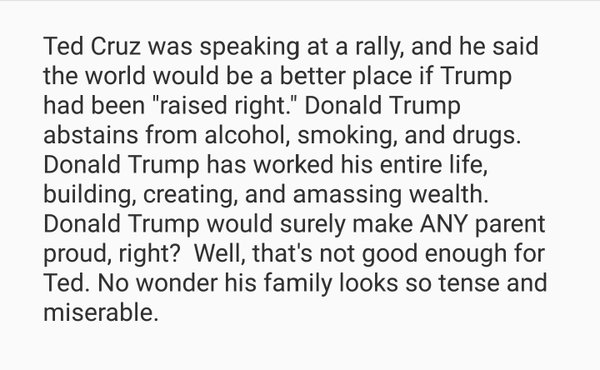 Ted Cruz was speaking at a rally, and he said
the world would be a better place if Trump
had been "raised right." Donald Trump
abstains from alcohol, smoking, and drugs.
Donald Trump has worked his entire life,
building, creating, and amassing wealth.
Donald Trump would surely make ANY parent
proud, right?  Well, that's not good enough for
Ted. No wonder his family looks so tense and
miserable.